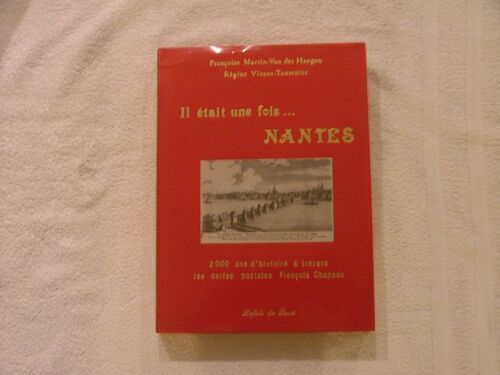 Françoise Martin-Van der Haegen
Régine Vivant-Toussaint
Il était une fois...
NANTES
2000 ans d'histoire à travers
les cartes postales François Chapeau
Reflets du Passé